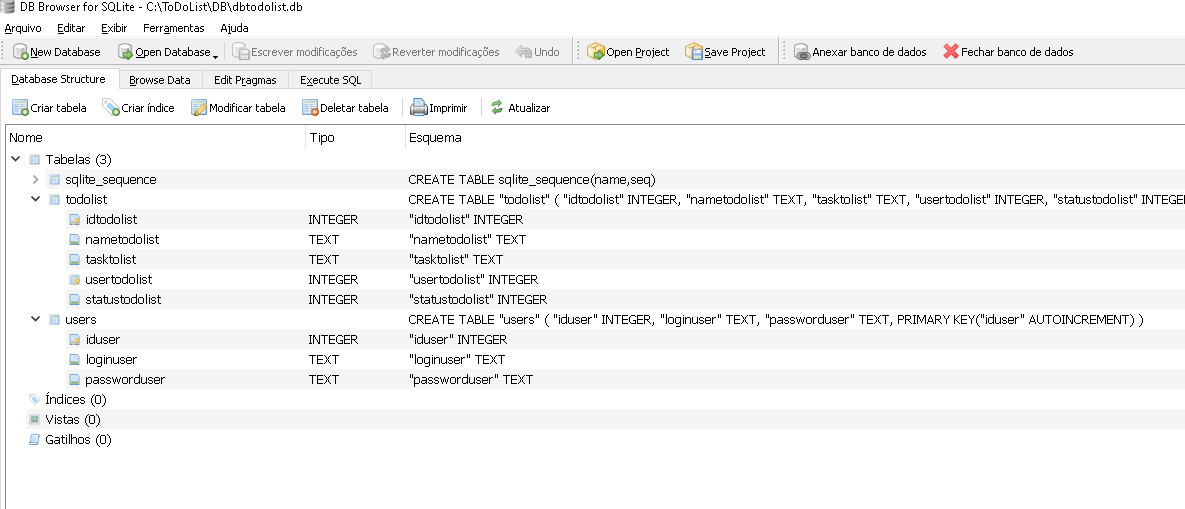 DB Browser for SQLite - C:\ToDoList\DB\dbtodolist.db
Arquivo Editar Exibir Ferramentas Ajuda
New Database Open Database Escrever modificações Reverter modificações Undo Open Project Save Project Anexar banco de dados Fechar banco de dados
Database Structure Browse Data Edit Pragmas Execute SQL
Criar tabela Criar índice Modificar tabela Deletar tabela Imprimir Atualizar
Nome Tipo Esquema
Tabelas (3)
sqlite_sequence CREATE TABLE sqlite_sequence(name,seq)
todolist CREATE TABLE "todolist" ( "idtodolist" INTEGER, "nametodolist" TEXT, "tasktolist" TEXT, "usertodolist" INTEGER, "statustodolist" INTEGE
idtodolist INTEGER "idtodolist" INTEGER
nametodolist TEXT "nametodolist" TEXT
tasktolist TEXT "tasktolist" TEXT
usertodolist INTEGER "usertodolist" INTEGER
statustodolist INTEGER "statustodolist" INTEGER
users CREATE TABLE "users" ( "iduser" INTEGER, "loginuser" TEXT, "passworduser" TEXT, PRIMARY KEY("iduser" AUTOINCREMENT) )
iduser INTEGER "iduser" INTEGER
loginuser TEXT "loginuser" TEXT
passworduser TEXT "passworduser" TEXT
Índices (0)
Vistas (0)
Gatilhos (0)